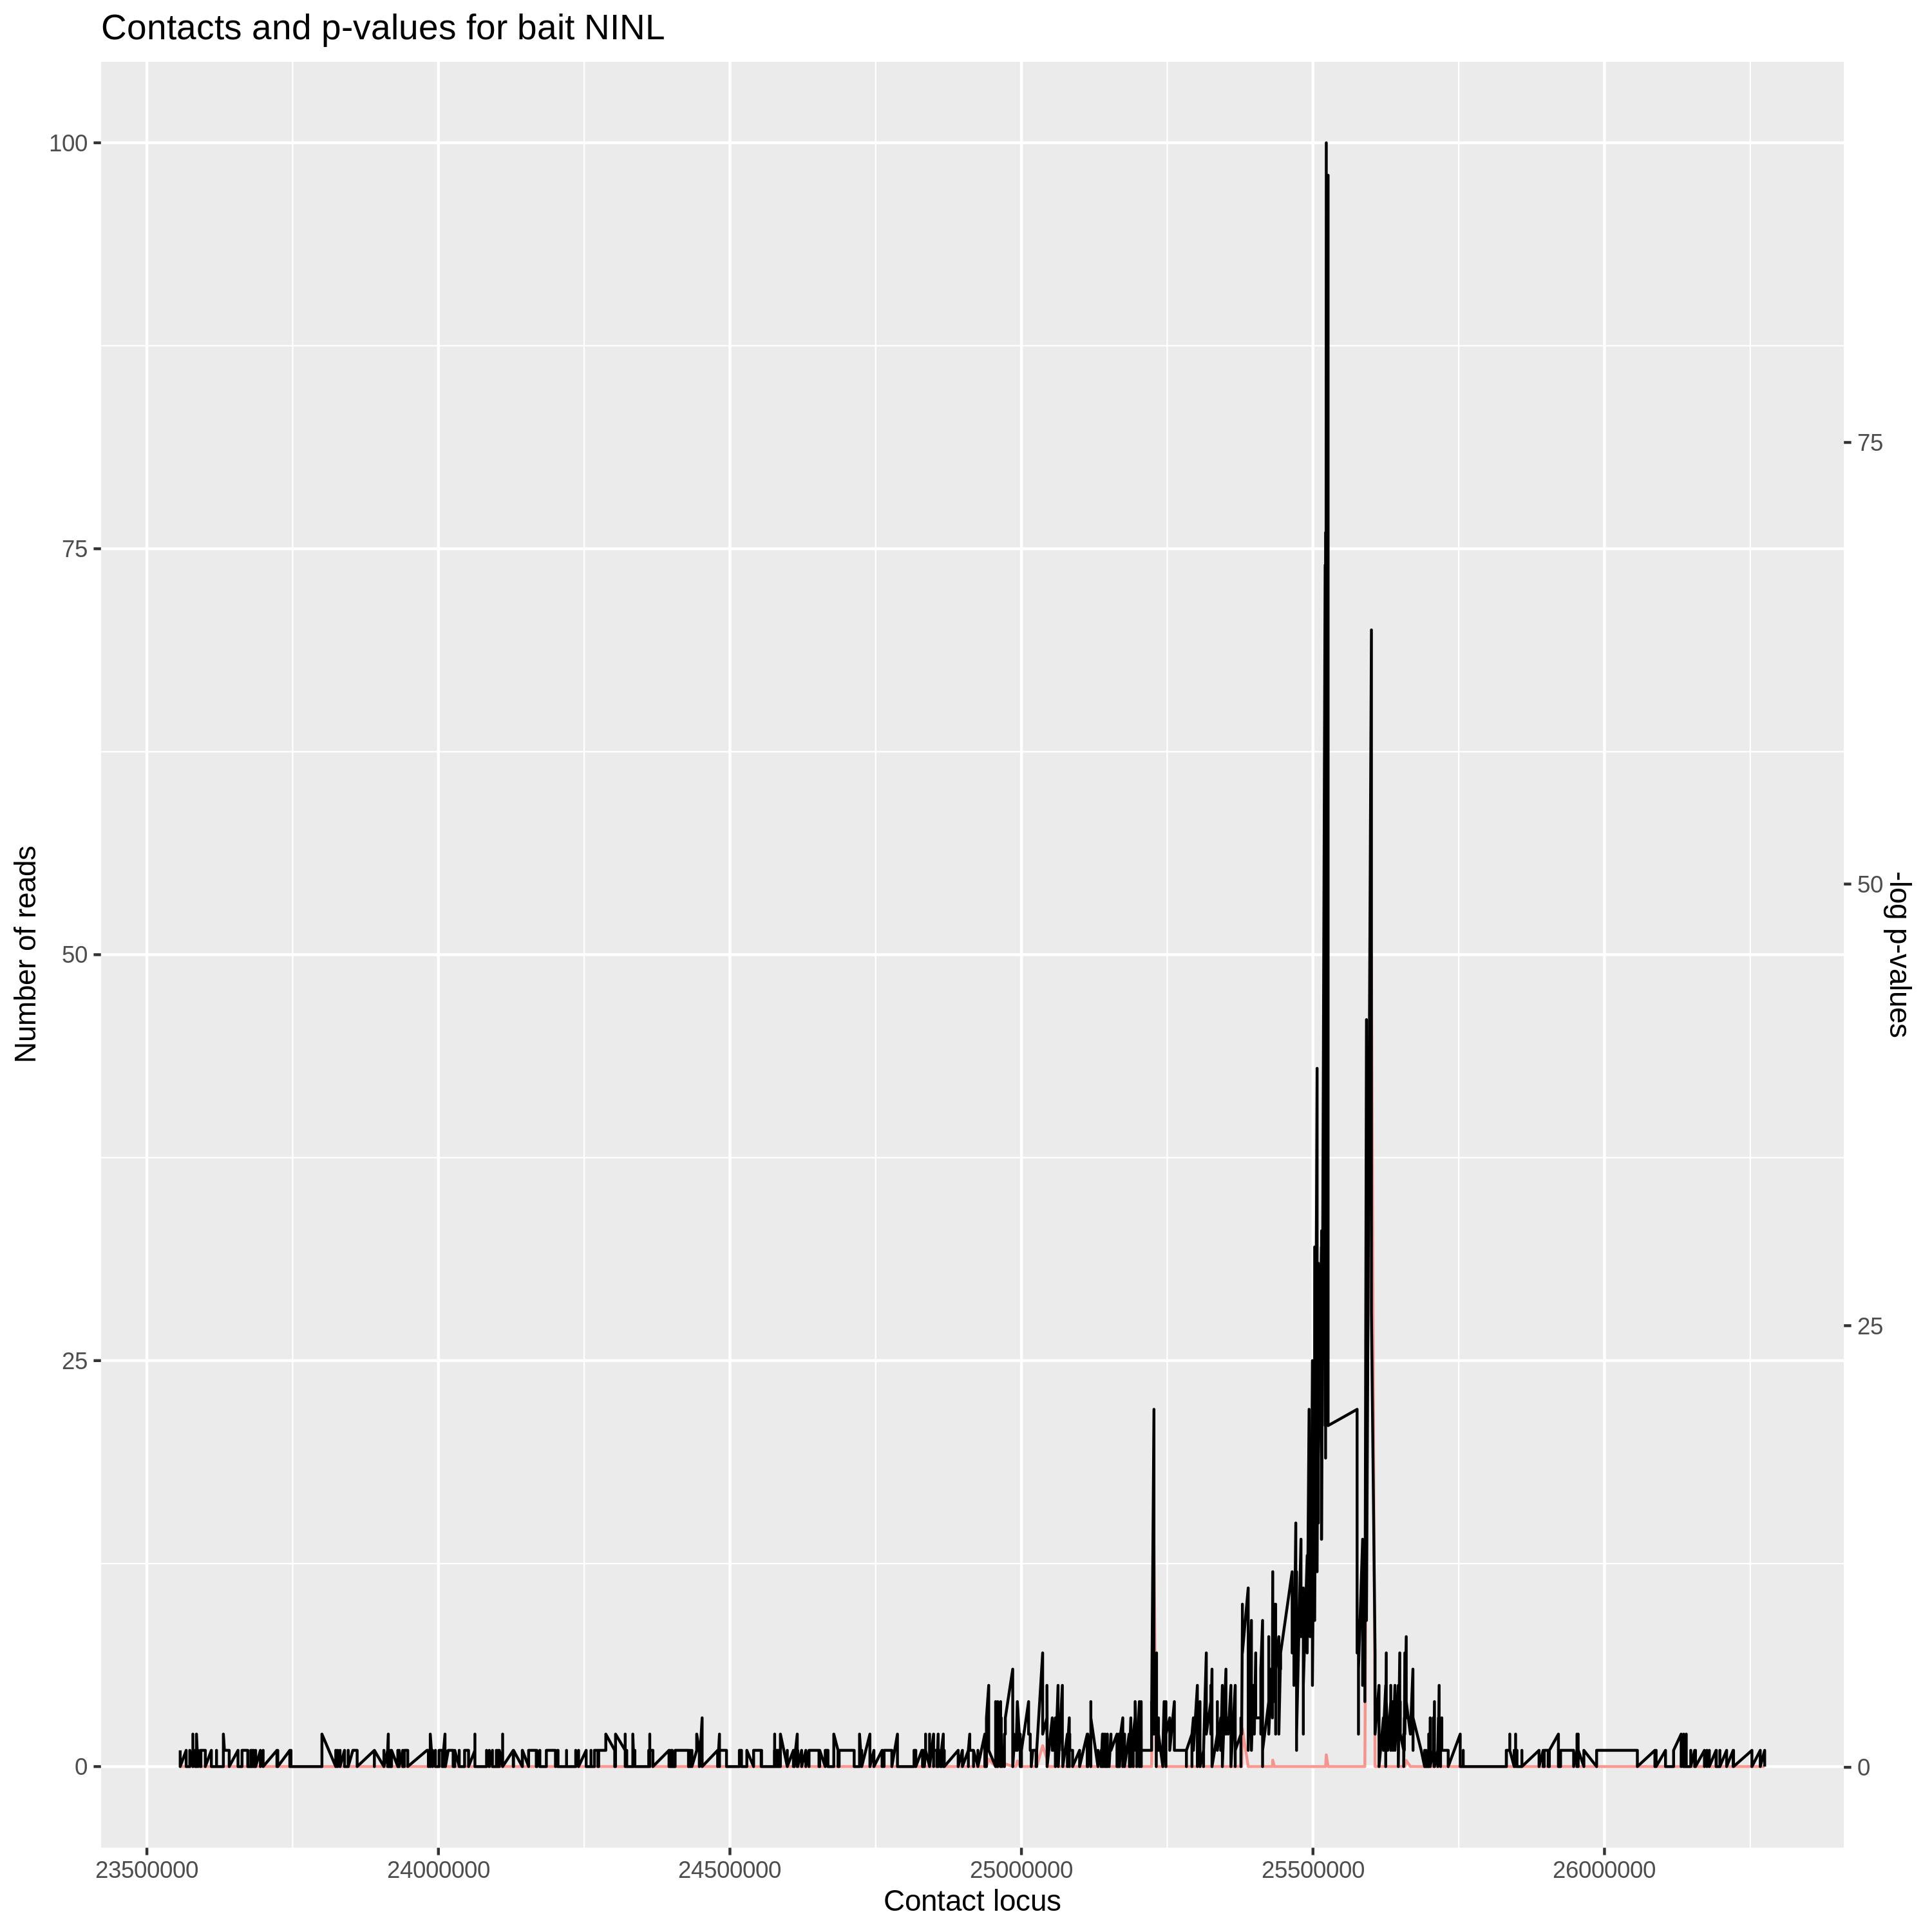 Contacts and p-values for bait NINL
100
75
50
25
0
Number of reads
75
50
25
0
-log p-values
23500000 24000000 24500000 25000000 25500000 26000000
Contact locus